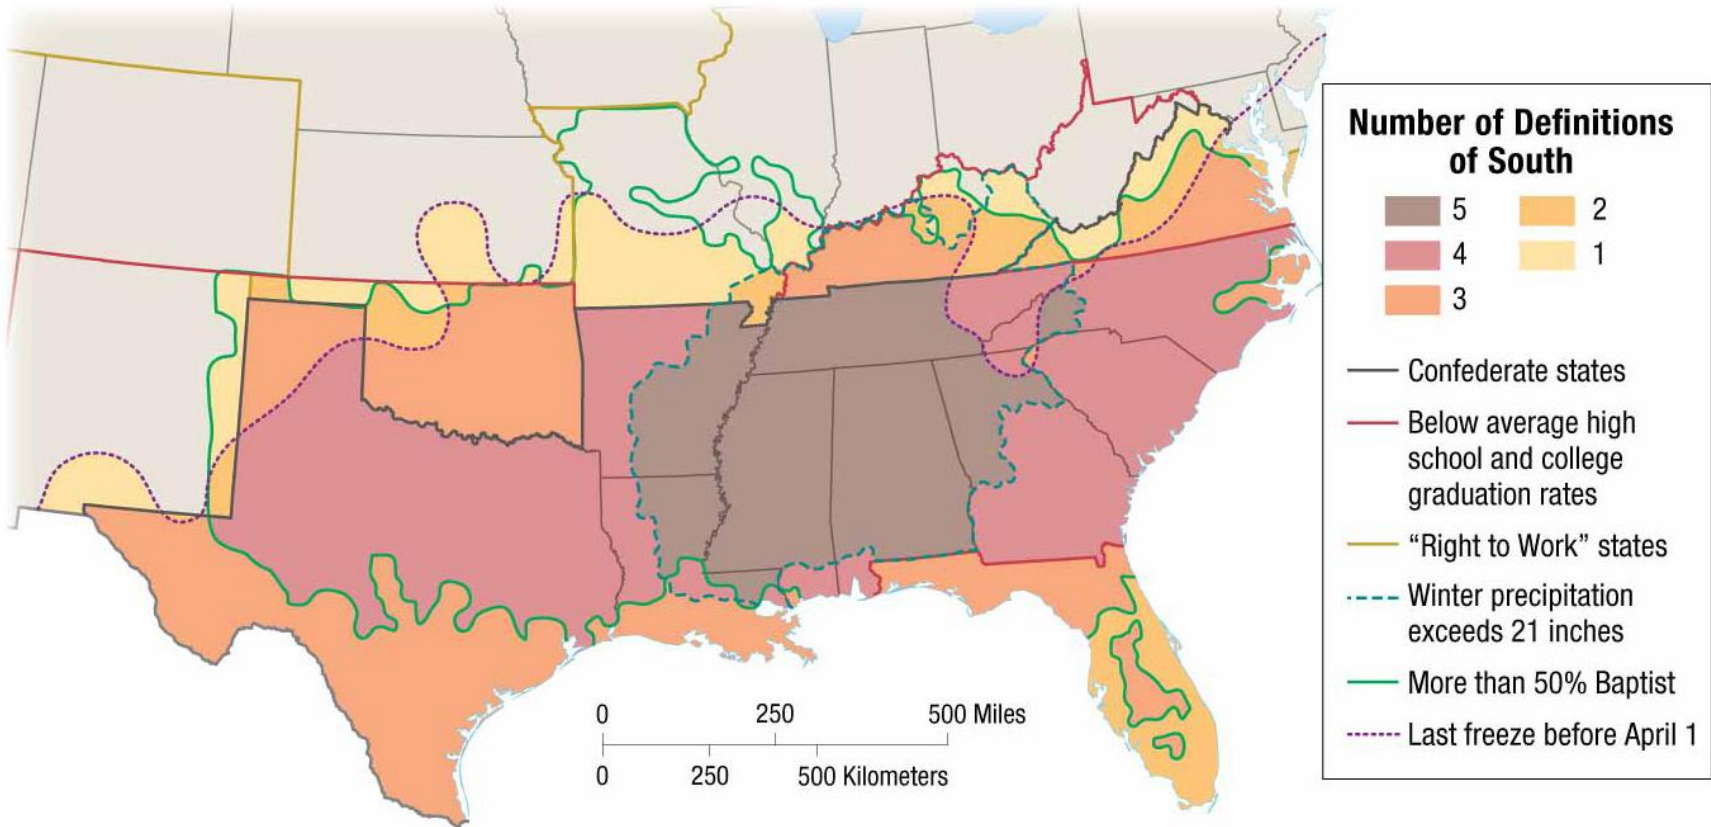 Number of Definitions
of South
5
2
4
1
3
Confederate states
Below average high
school and college
graduation rates
“Right to Work” states
Winter precipitation
exceeds 21 inches
More than 50% Baptist
Last freeze before April 1
0
250
500 Miles
0
250
500 Kilometers